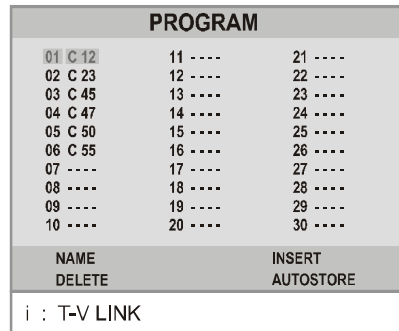 PROGRAM
01 C 12 11 - - - - 21 - - - -
02 C 23 12 - - - - 22 - - - -
03 C 45 13 - - - - 23 - - - -
04 C 47 14 - - - - 24 - - - -
05 C 50 15 - - - - 25 - - - -
06 C 55 16 - - - - 26 - - - -
07 - - - - 17 - - - - 27 - - - -
08 - - - - 18 - - - - 28 - - - -
09 - - - - 19 - - - - 29 - - - -
10 - - - - 20 - - - - 30 - - - -
NAME INSERT
DELETE AUTOSTORE
i : T-V LINK